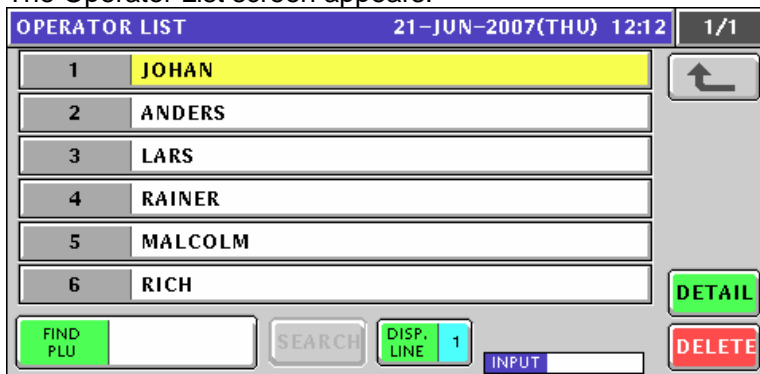 The Operator List screen appears.
OPERATOR LIST 21-JUN-2007(THU) 12:12 1/1
1 JOHAN
2 ANDERS
3 LARS
4 RAINER
5 MALCOLM
6 RICH
DETAIL
FIND PLU
SEARCH
DISP. LINE 1
INPUT
DELETE